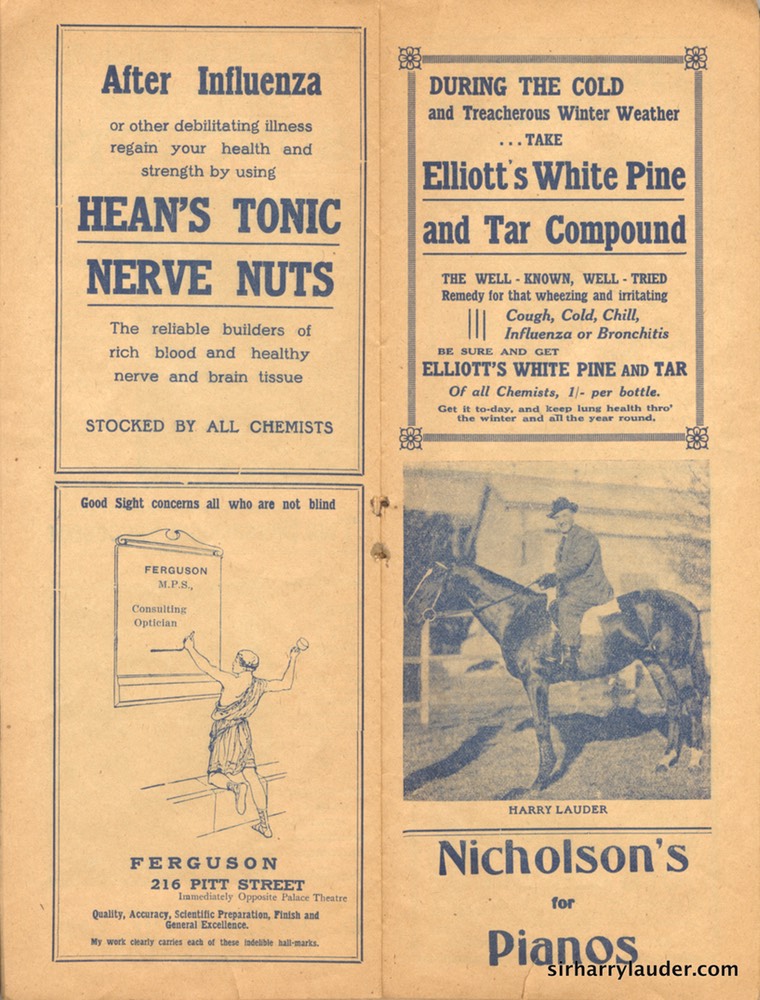 After Influenza
or other debilitating illness
regain your health and
strength by using
HEAN'S TONIC
NERVE NUTS
The reliable builders of
rich blood and healthy
nerve and brain tissue
STOCKED BY ALL CHEMISTS
Good Sight concerns all who are not blind
FERGUSON
M.P.S.,
Consulting
Optician
FERGUSON
216 PITT STREET
Immediately Opposite Palace Theatre
Quality, Accuracy, Scientific Preparation, Finish and
General Excellence.
My work clearly carries each of these indelible hall-marks.
DURING THE COLD
and Treacherous Winter Weather
...TAKE
Elliott's White Pine
and Tar Compound
THE WELL - KNOWN, WELL - TRIED
Remedy for that wheezing and irritating
Cough, Cold, Chill,
Influenza or Bronchitis
BE SURE AND GET
ELLIOTT'S WHITE PINE AND TAR
Of all Chemists, 1/- per bottle.
Get it to-day, and keep lung health thro'
the winter and all the year round.
HARRY LAUDER
Nicholson's
for
Pianos
sirharrylauder.com